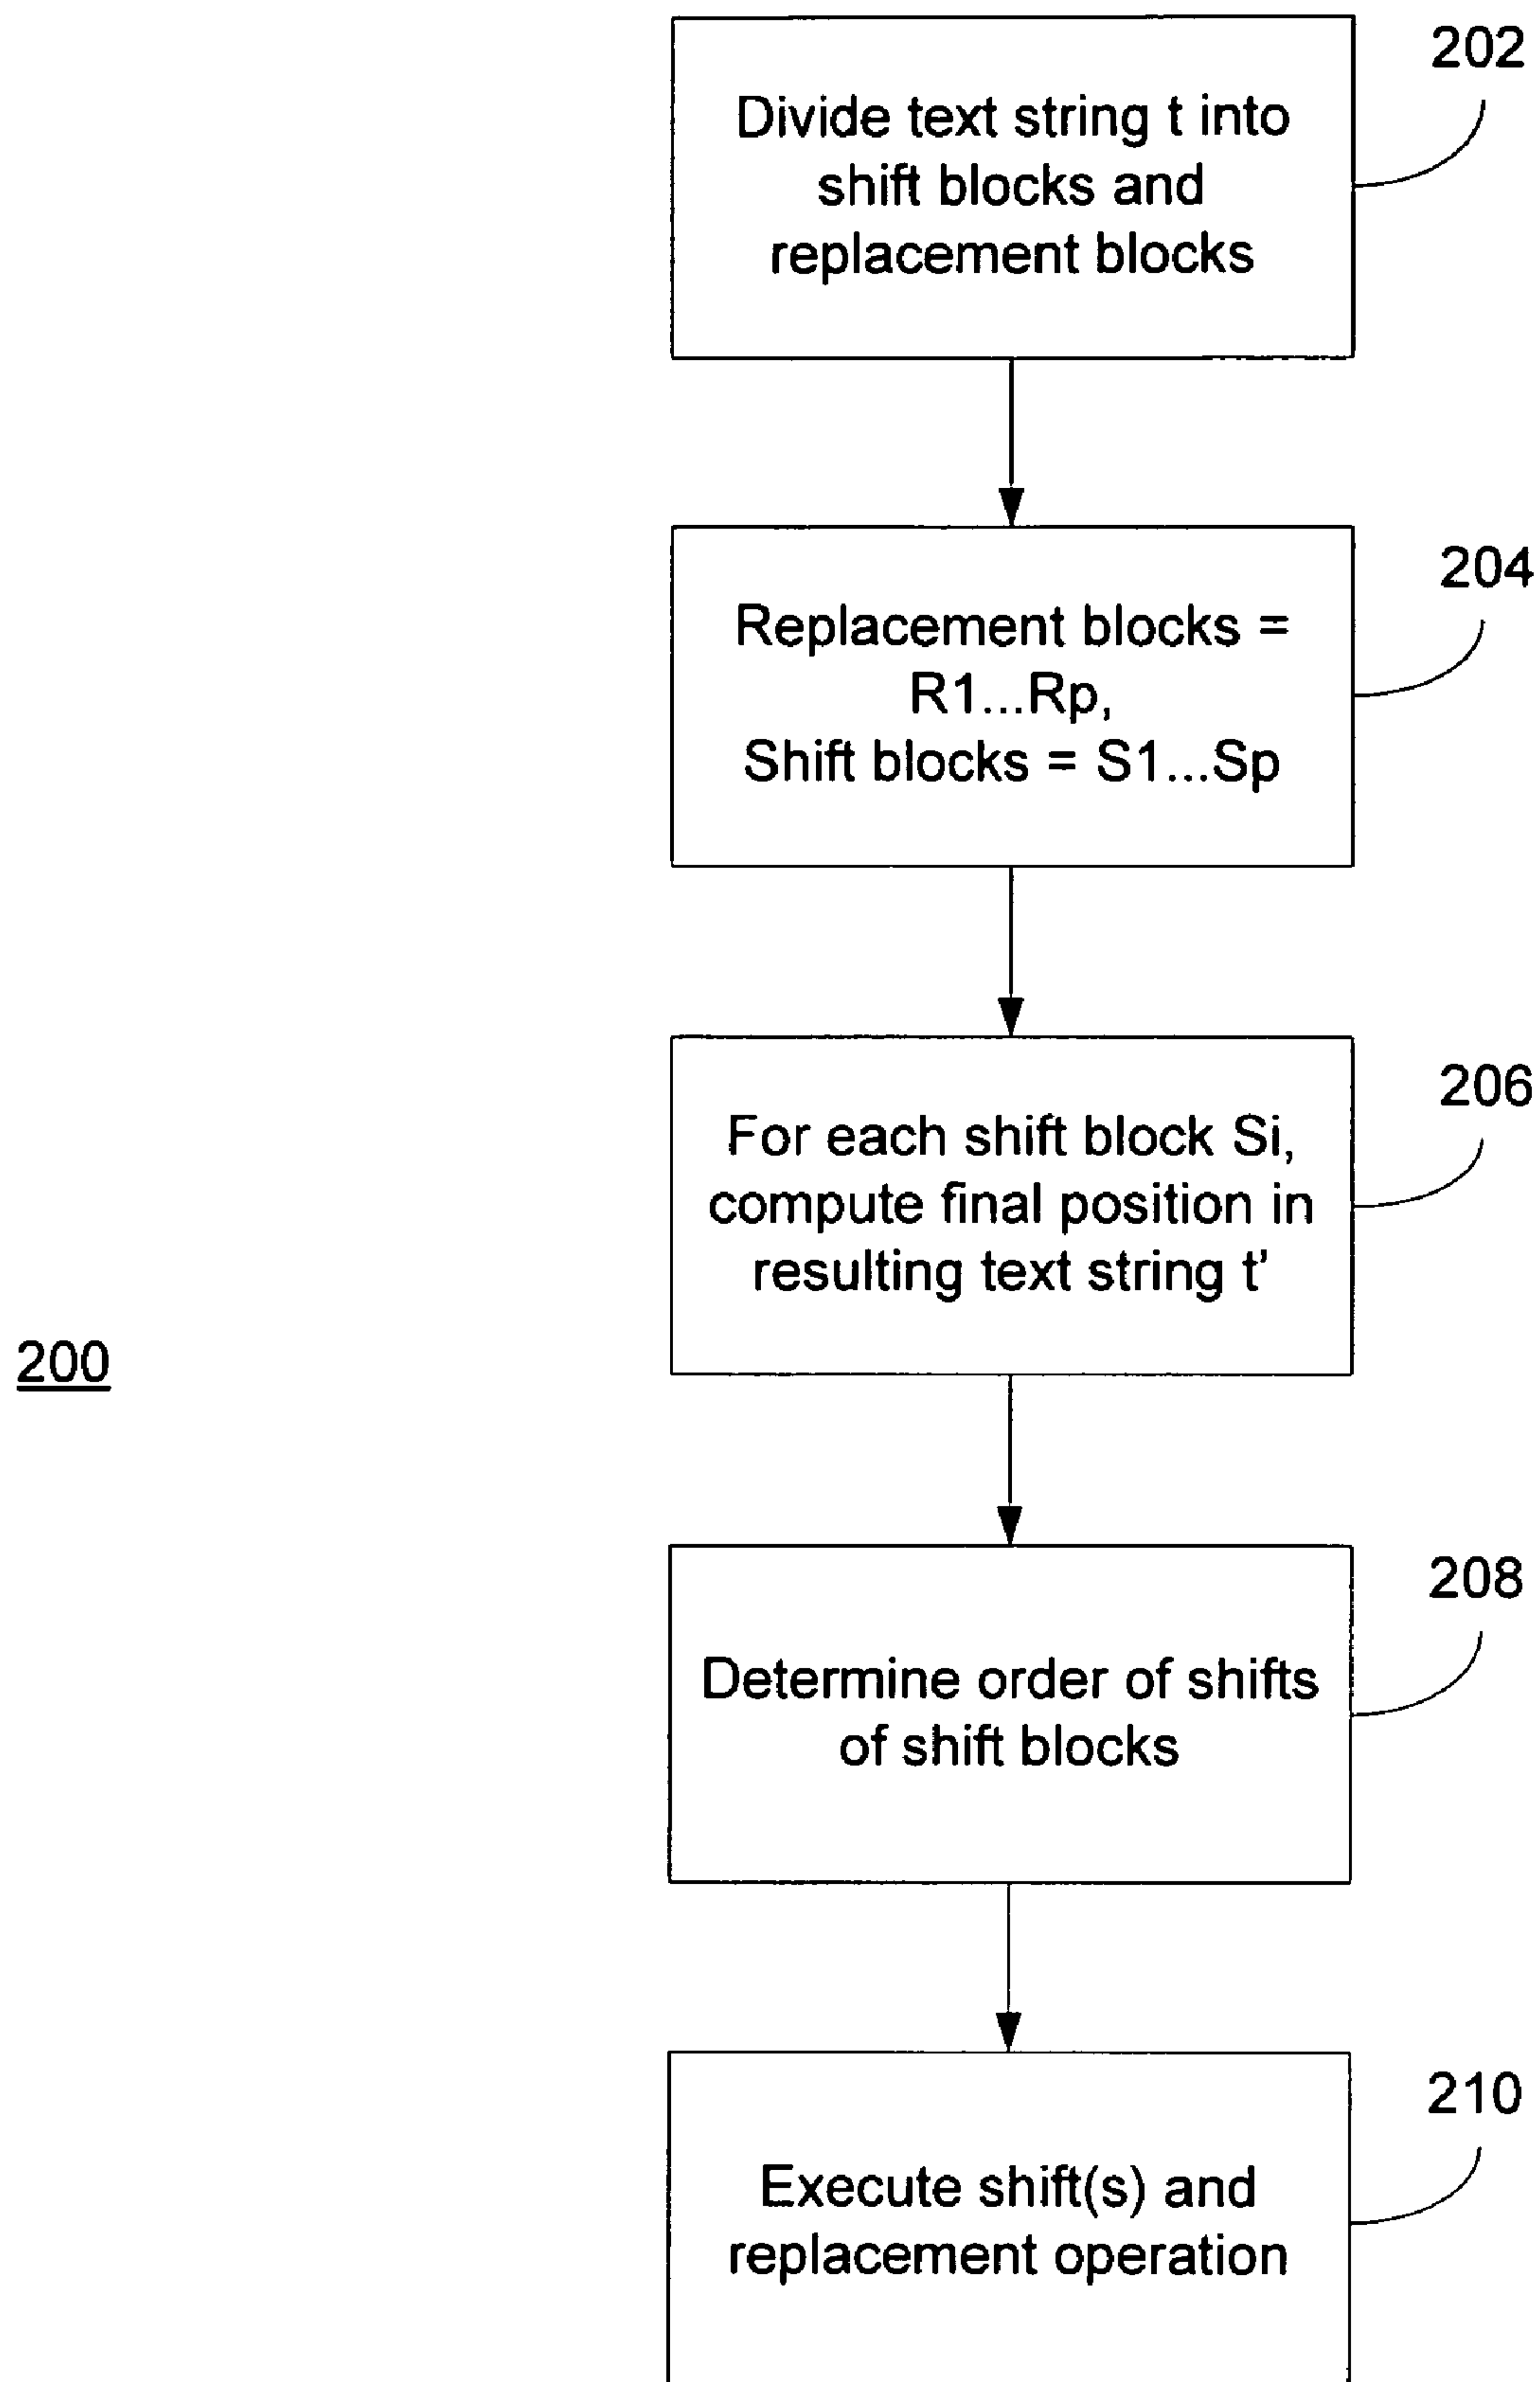 202
Divide text string t into
shift blocks and
replacement blocks
204
Replacement blocks =
R1...Rp,
Shift blocks = S1...Sp
206
For each shift block Si,
compute final position in
resulting text string t'
200
208
Determine order of shifts
of shift blocks
210
Execute shift(s) and
replacement operation